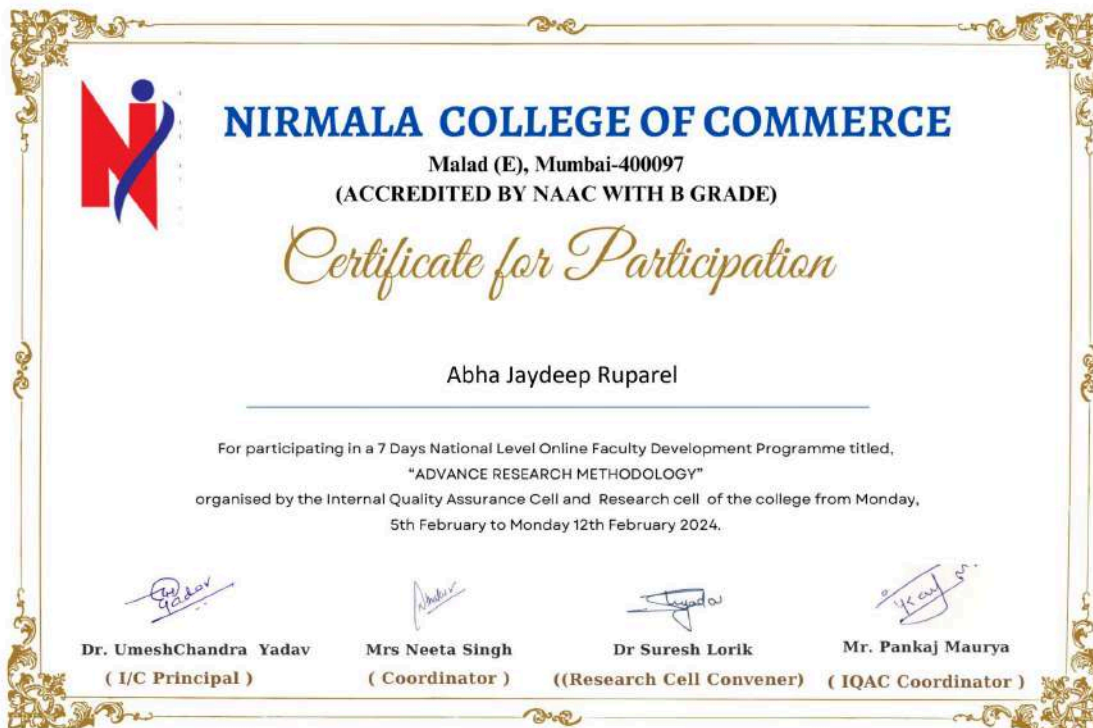 NIRMALA COLLEGE OF COMMERCE
Malad (E), Mumbai-400097
(ACCREDITED BY NAAC WITH B GRADE)
Certificate for Participation
Abha Jaydeep Ruparel
For participating in a 7 Days National Level Online Faculty Development Programme titled,
“ADVANCE RESEARCH METHODOLOGY”
organised by the Internal Quality Assurance Cell and Research cell of the college from Monday,
5th February to Monday 12th February 2024.
Dr. UmeshChandra Yadav Mrs Neeta Singh Dr Suresh Lorik Mr. Pankaj Maurya
( I/C Principal ) ( Coordinator ) ((Research Cell Convener) ( IQAC Coordinator )